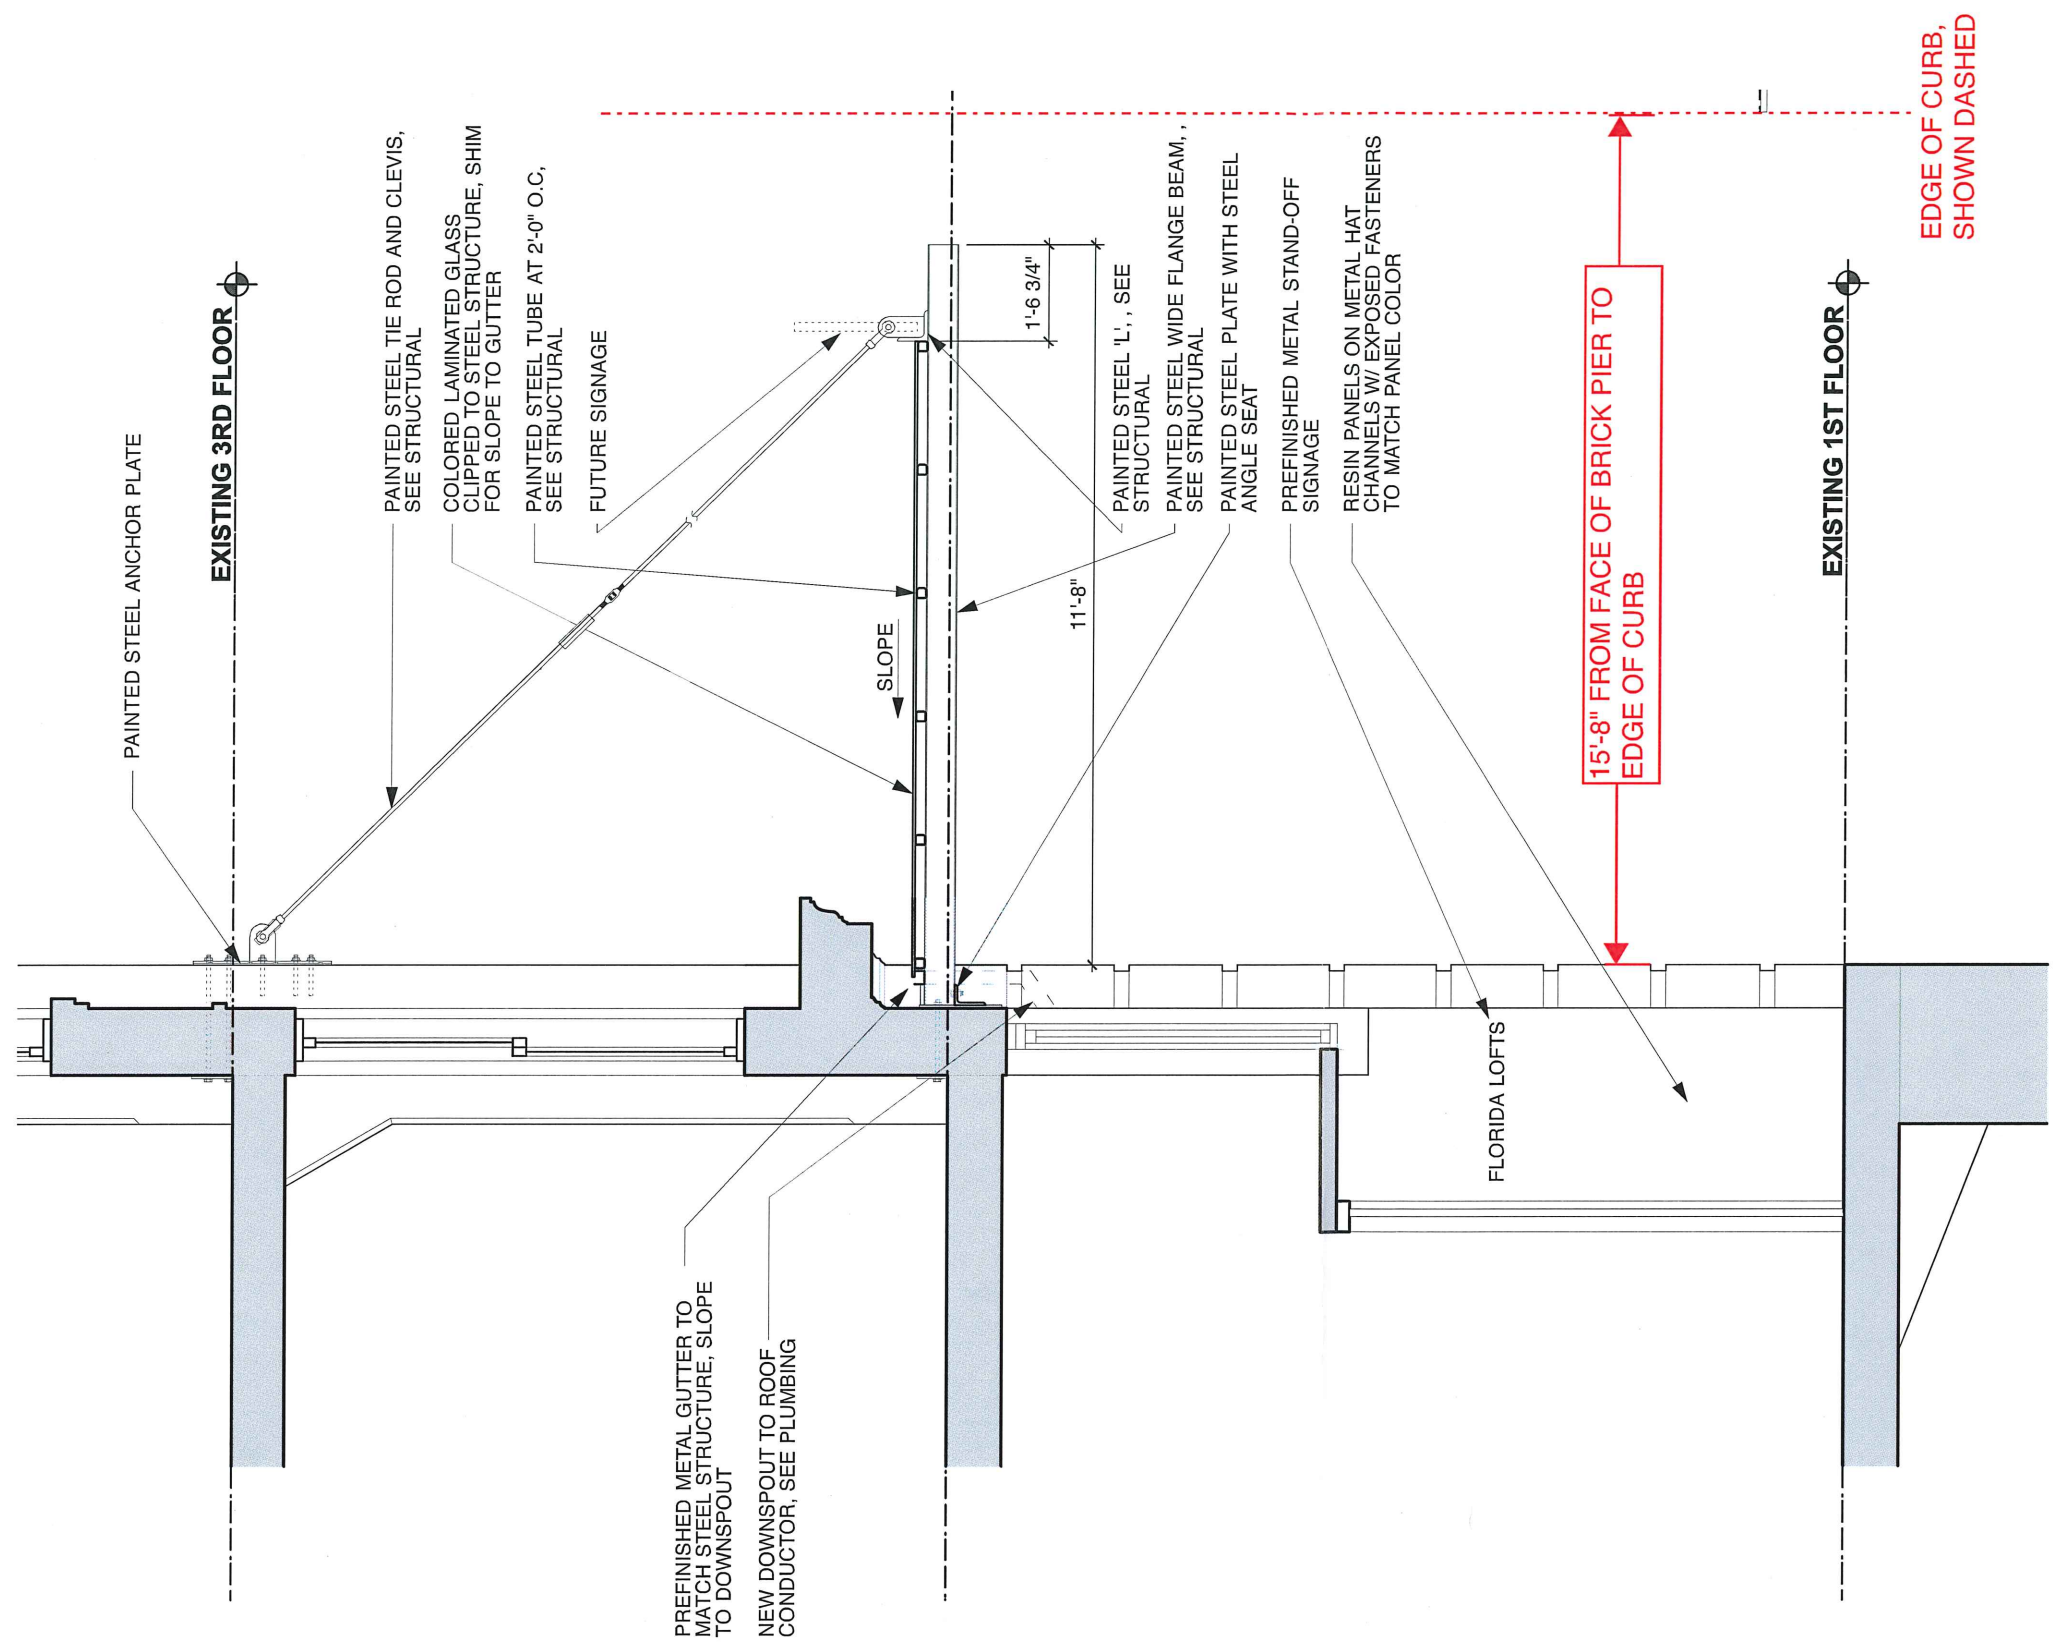 PAINTED STEEL ANCHOR PLATE
EXISTING 3RD FLOOR
PAINTED STEEL TIE ROD AND CLEVIS,
SEE STRUCTURAL
COLORED LAMINATED GLASS
CLIPPED TO STEEL STRUCTURE, SHIM
FOR SLOPE TO GUTTER
PAINTED STEEL TUBE AT 2'-0" O.C,
SEE STRUCTURAL
FUTURE SIGNAGE
SLOPE
1'-6 3/4"
11'-8"
PAINTED STEEL 'L', , SEE
STRUCTURAL
PAINTED STEEL WIDE FLANGE BEAM, ,
SEE STRUCTURAL
PAINTED STEEL PLATE WITH STEEL
ANGLE SEAT
PREFINISHED METAL STAND-OFF
SIGNAGE
RESIN PANELS ON METAL HAT
CHANNELS W/ EXPOSED FASTENERS
TO MATCH PANEL COLOR
15'-8" FROM FACE OF BRICK PIER TO
EDGE OF CURB
EXISTING 1ST FLOOR
EDGE OF CURB,
SHOWN DASHED
FLORIDA LOFTS
PREFINISHED METAL GUTTER TO
MATCH STEEL STRUCTURE, SLOPE
TO DOWNSPOUT
NEW DOWNSPOUT TO ROOF
CONDUCTOR, SEE PLUMBING